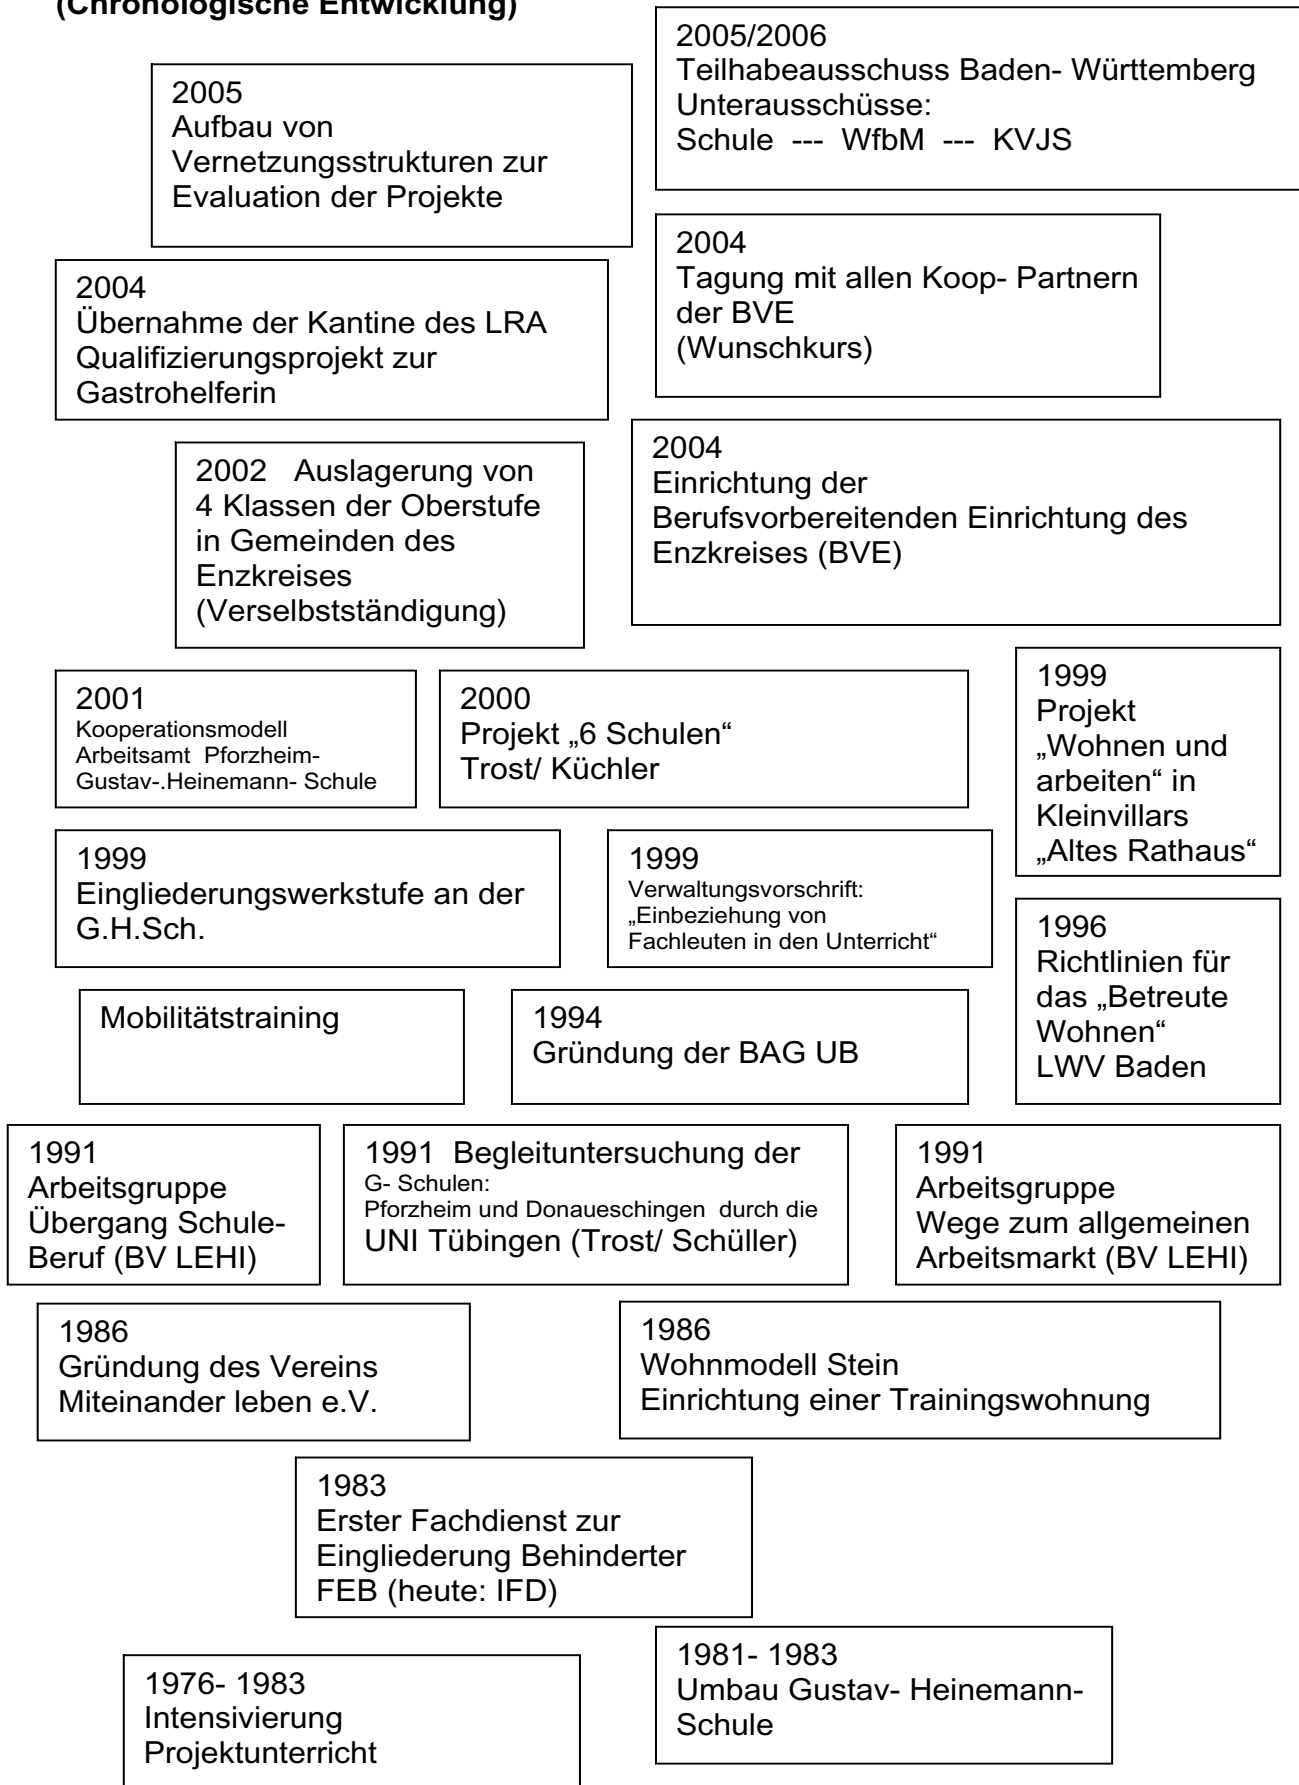 (Chronologische Entwicklung)
2005/2006
Teilhabeausschuss Baden- Württemberg
Unterausschüsse:
Schule --- WfbM --- KVJS
2005
Aufbau von
Vernetzungsstrukturen zur
Evaluation der Projekte
2004
Tagung mit allen Koop- Partnern
der BVE
(Wunschkurs)
2004
Übernahme der Kantine des LRA
Qualifizierungsprojekt zur
Gastrohelferin
2004
Einrichtung der
Berufsvorbereitenden Einrichtung des
Enzkreises (BVE)
2002 Auslagerung von
4 Klassen der Oberstufe
in Gemeinden des
Enzkreises
(Verselbstständigung)
2001
Kooperationsmodell
Arbeitsamt Pforzheim-
Gustav-.Heinemann- Schule
2000
Projekt „6 Schulen“
Trost/ Küchler
1999
Projekt
„Wohnen und
arbeiten“ in
Kleinvillars
„Altes Rathaus“
1999
Eingliederungswerkstufe an der
G.H.Sch.
1999
Verwaltungsvorschrift:
„Einbeziehung von
Fachleuten in den Unterricht“
1996
Richtlinien für
das „Betreute
Wohnen“
LWV Baden
Mobilitätstraining
1994
Gründung der BAG UB
1991
Arbeitsgruppe
Übergang Schule-
Beruf (BV LEHI)
1991 Begleituntersuchung der
G- Schulen:
Pforzheim und Donaueschingen durch die
UNI Tübingen (Trost/ Schüller)
1991
Arbeitsgruppe
Wege zum allgemeinen
Arbeitsmarkt (BV LEHI)
1986
Gründung des Vereins
Miteinander leben e.V.
1986
Wohnmodell Stein
Einrichtung einer Trainingswohnung
1983
Erster Fachdienst zur
Eingliederung Behinderter
FEB (heute: IFD)
1981- 1983
Umbau Gustav- Heinemann-
Schule
1976- 1983
Intensivierung
Projektunterricht